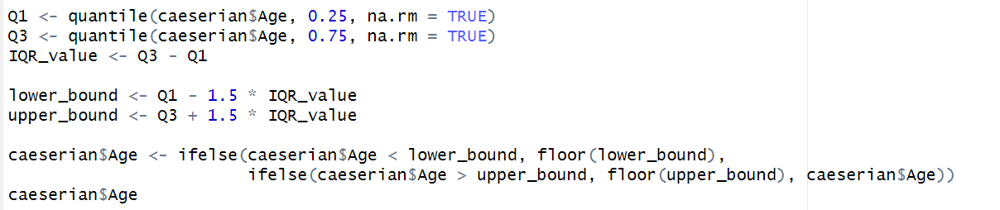 Q1 <- quantile(caeserian$Age, 0.25, na.rm = TRUE)
Q3 <- quantile(caeserian$Age, 0.75, na.rm = TRUE)
IQR_value <- Q3 - Q1
lower_bound <- Q1 - 1.5 * IQR_value
upper_bound <- Q3 + 1.5 * IQR_value
caeserian$Age <- ifelse(caeserian$Age < lower_bound, floor(lower_bound),
ifelse(caeserian$Age > upper_bound, floor(upper_bound), caeserian$Age))
caeserian$Age